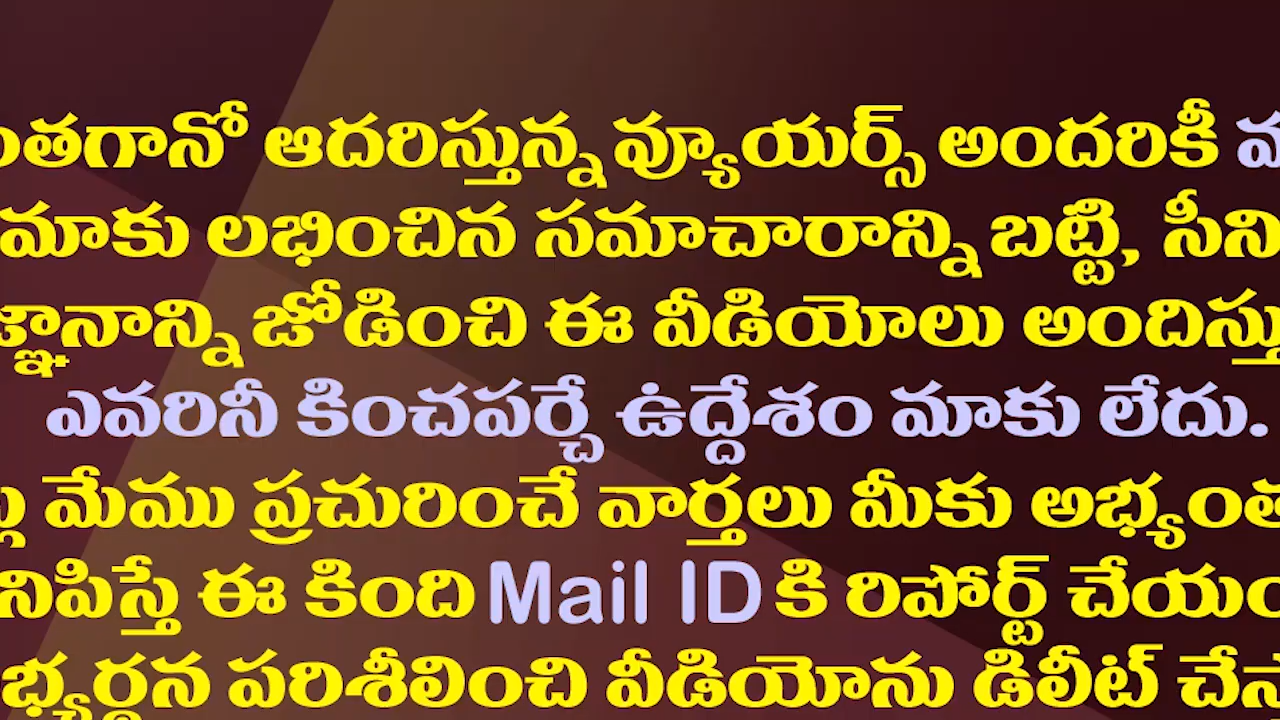 ంతగానో ఆదరిస్తున్న వ్యూయర్స్ అందరికీ
మాకు లభించిన సమాచారాన్ని బట్టి, సీని
జ్ఞానాన్ని జోడించి ఈ వీడియోలు అందిస్తు
ఎవరినీ కించపర్చే ఉద్దేశం మాకు లేదు.
మేము ప్రచురించే వార్తలు మీకు అభ్యంత
నిపిస్తే ఈ కింది Mail ID కి రిపోర్ట్ చేయం
భ్యర్థన పరిశీలించి వీడియోను డిలీట్ చేస